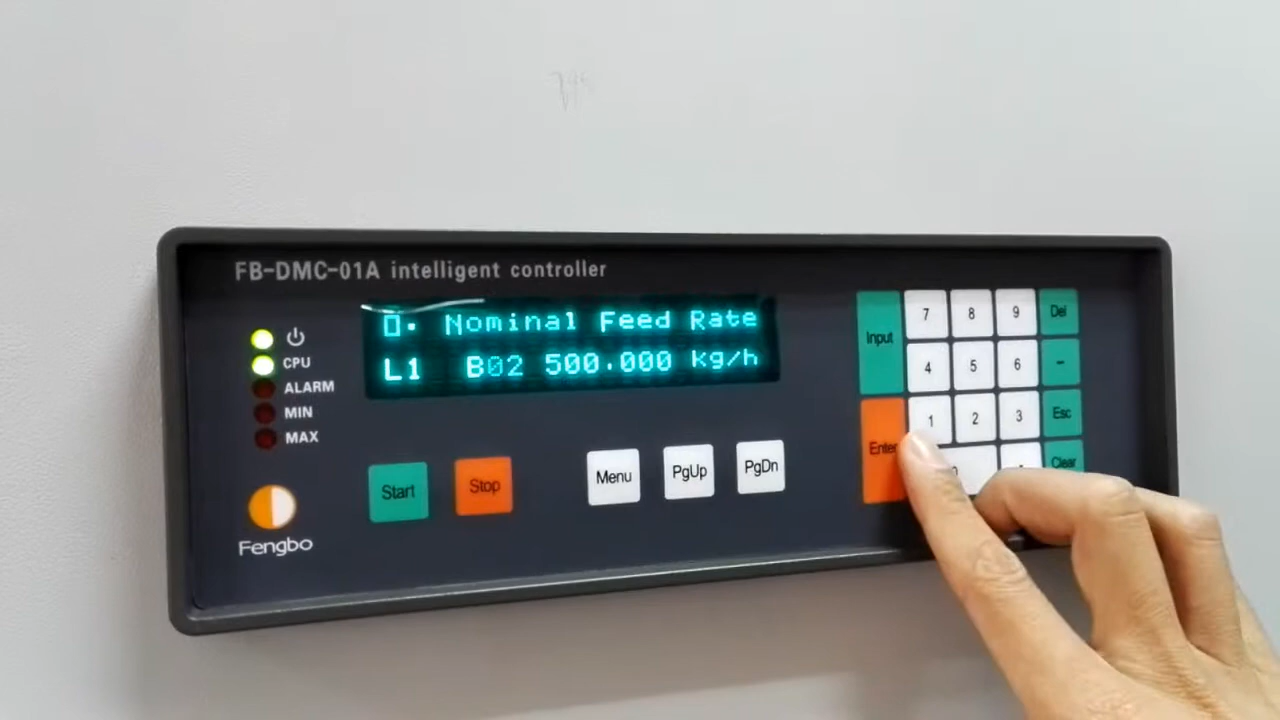 FB-DMC-01A intelligent controller
Nominal Feed Rate
L1 B02 500.000 kg/h
CPU
ALARM
MIN
MAX
Fengbo
Start
Stop
Menu
PgUp
PgDn
Input
7 8 9 Del
4 5 6 -
Enter
1 2 3 Esc
Clear